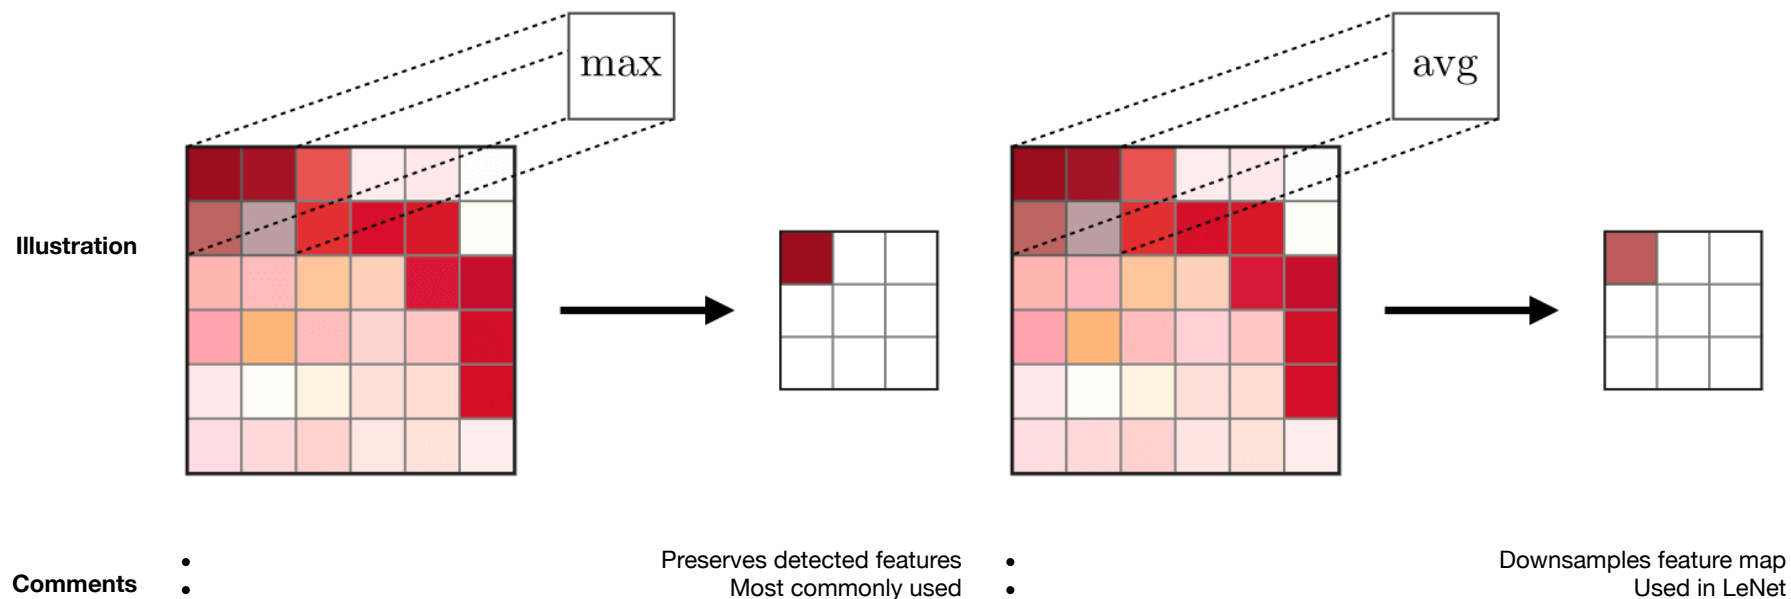 max
avg
Illustration
Comments
• Preserves detected features
• Most commonly used
• Downsamples feature map
• Used in LeNet